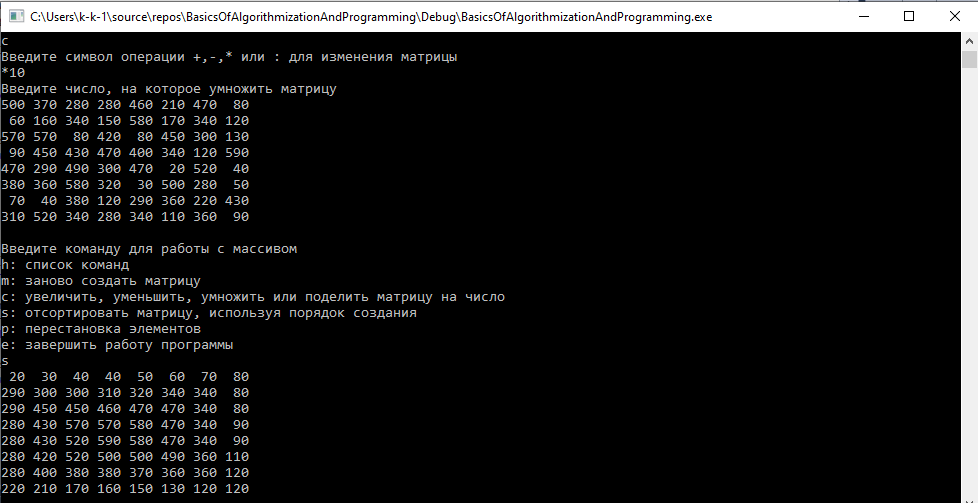 C:\Users\k-k-1\source\repos\BasicsOfAlgorithmizationAndProgramming\Debug\BasicsOfAlgorithmizationAndProgramming.exe
c
Введите символ операции +,-,* или : для изменения матрицы
*10
Введите число, на которое умножить матрицу
500 370 280 280 460 210 470  80
 60 160 340 150 580 170 340 120
570 570  80 420  80 450 300 130
 90 450 430 470 400 340 120 590
470 290 490 300 470  20 520  40
380 360 580 320  30 500 280  50
 70  40 380 120 290 360 220 430
310 520 340 280 340 110 360  90
Введите команду для работы с массивом
h: список команд
m: заново создать матрицу
c: увеличить, уменьшить, умножить или поделить матрицу на число
s: отсортировать матрицу, используя порядок создания
p: перестановка элементов
e: завершить работу программы
s
 20  30  40  40  50  60  70  80
290 300 300 310 320 340 340  80
290 450 450 460 470 470 340  80
280 430 570 570 580 470 340  90
280 430 520 590 580 470 340  90
280 420 520 500 500 490 360 110
280 400 380 380 370 360 360 120
220 210 170 160 150 130 120 120